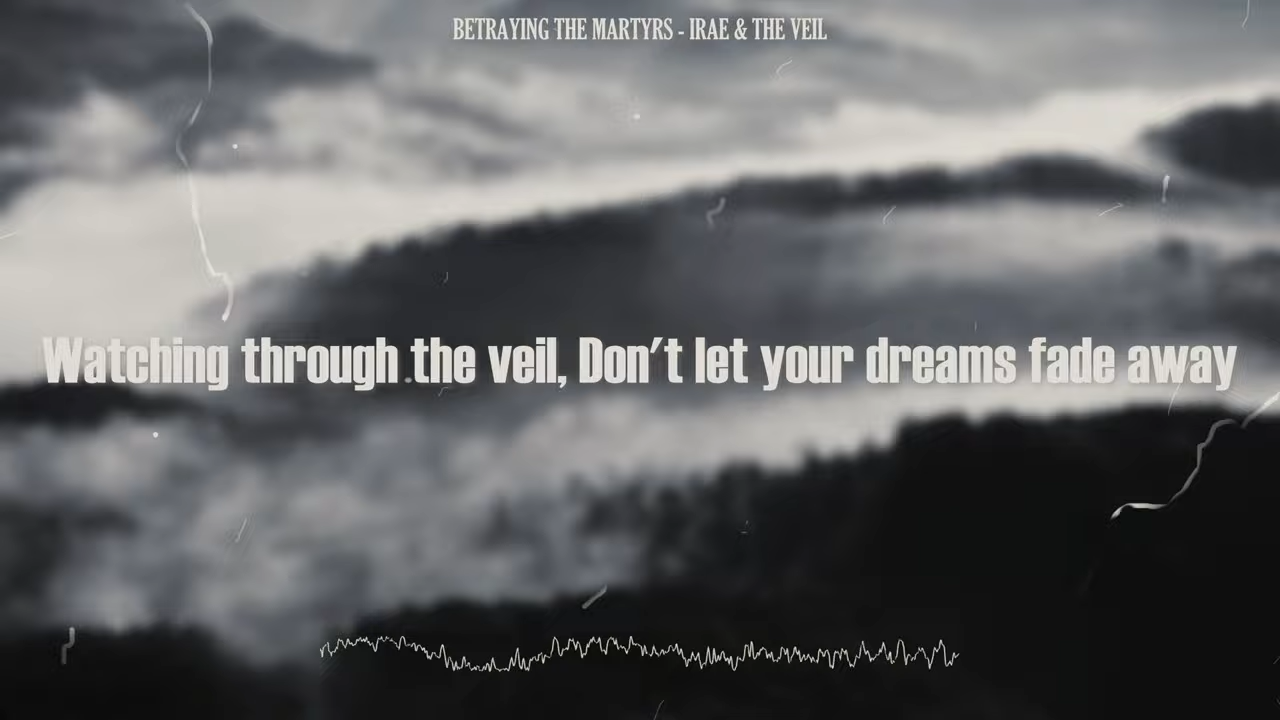 BETRAYING THE MARTYRS - IRAE & THE VEIL
Watching through the veil, Don't let your dreams fade away